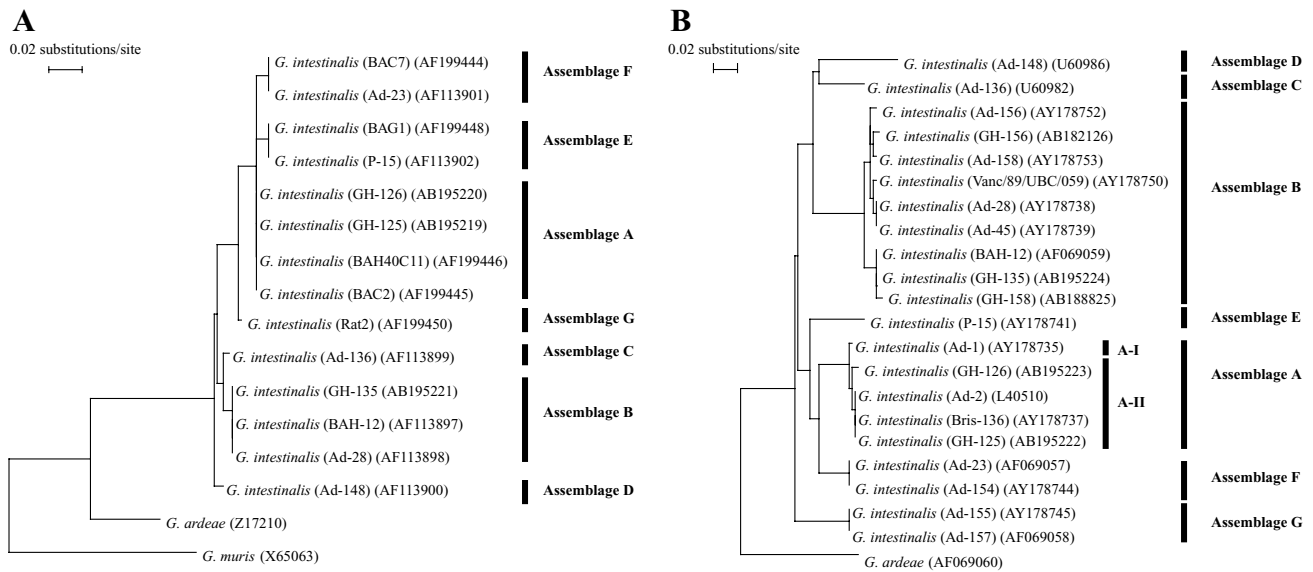 A
0.02 substitutions/site
G. intestinalis (BAC7) (AF199444)
G. intestinalis (Ad-23) (AF113901)
Assemblage F
G. intestinalis (BAG1) (AF199448)
G. intestinalis (P-15) (AF113902)
Assemblage E
G. intestinalis (GH-126) (AB195220)
G. intestinalis (GH-125) (AB195219)
G. intestinalis (BAH40C11) (AF199446)
G. intestinalis (BAC2) (AF199445)
Assemblage A
G. intestinalis (Rat2) (AF199450)
Assemblage G
G. intestinalis (Ad-136) (AF113899)
Assemblage C
G. intestinalis (GH-135 (AB195221)
G. intestinalis (BAH-12) (AF113897)
G. intestinalis (Ad-28) (AF113898)
Assemblage B
G. intestinalis (Ad-148) (AF113900)
Assemblage D
G. ardeae (Z17210)
G. muris (X65063)
B
0.02 substitutions/site
G. intestinalis (Ad-148) (U60986)
Assemblage D
G. intestinalis (Ad-136) (U60982)
Assemblage C
G. intestinalis (Ad-156) (AY178752)
G. intestinalis (GH-156) (AB182126)
G. intestinalis (Ad-158) (AY178753)
G. intestinalis (Vanc/89/UBC/059) (AY178750)
G. intestinalis (Ad-28) (AY178738)
G. intestinalis (Ad-45) (AY178739)
G. intestinalis (BAH-12) (AF069059)
G. intestinalis (GH-135) (AB195224)
G. intestinalis (GH-158) (AB188825)
Assemblage B
G. intestinalis (P-15) (AY178741)
Assemblage E
G. intestinalis (Ad-1) (AY178735)
A-I
G. intestinalis (GH-126) (AB195223)
G. intestinalis (Ad-2) (L40510)
G. intestinalis (Bris-136) (AY178737)
G. intestinalis (GH-125) (AB195222)
A-II
Assemblage A
G. intestinalis (Ad-23) (AF069057)
G. intestinalis (Ad-154) (AY178744)
Assemblage F
G. intestinalis (Ad-155) (AY178745)
G. intestinalis (Ad-157) (AF069058)
Assemblage G
G. ardeae (AF069060)